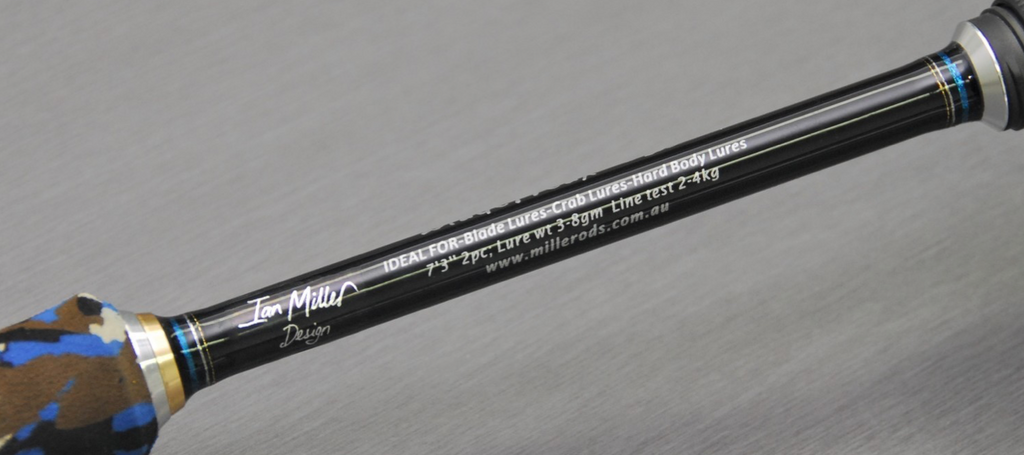 IDEAL FOR-Blade Lures-Crab Lures-Hard Body Lures
7'3" 2pc, Lure wt 3-8gm Line test 2-4kg
www.millerods.com.au
Ian Miller
Design